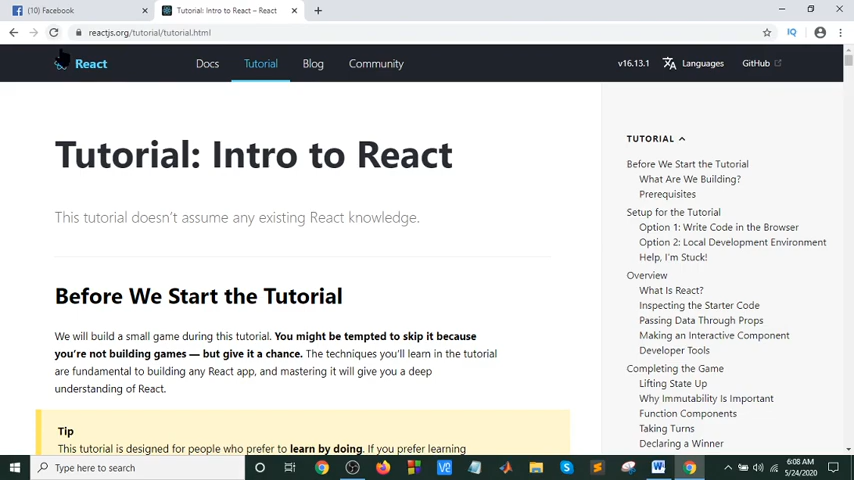 (10) Facebook
Tutorial: Intro to React – React
reactjs.org/tutorial/tutorial.html
IQ
React
Docs
Tutorial
Blog
Community
v16.13.1
Languages
GitHub
Tutorial: Intro to React
This tutorial doesn't assume any existing React knowledge.
Before We Start the Tutorial
We will build a small game during this tutorial. You might be tempted to skip it because
you're not building games — but give it a chance. The techniques you'll learn in the tutorial
are fundamental to building any React app, and mastering it will give you a deep
understanding of React.
Tip
This tutorial is designed for people who prefer to learn by doing. If you prefer learning
TUTORIAL
Before We Start the Tutorial
What Are We Building?
Prerequisites
Setup for the Tutorial
Option 1: Write Code in the Browser
Option 2: Local Development Environment
Help, I'm Stuck!
Overview
What Is React?
Inspecting the Starter Code
Passing Data Through Props
Making an Interactive Component
Developer Tools
Completing the Game
Lifting State Up
Why Immutability Is Important
Function Components
Taking Turns
Declaring a Winner
Type here to search
6:08 AM
5/24/2020